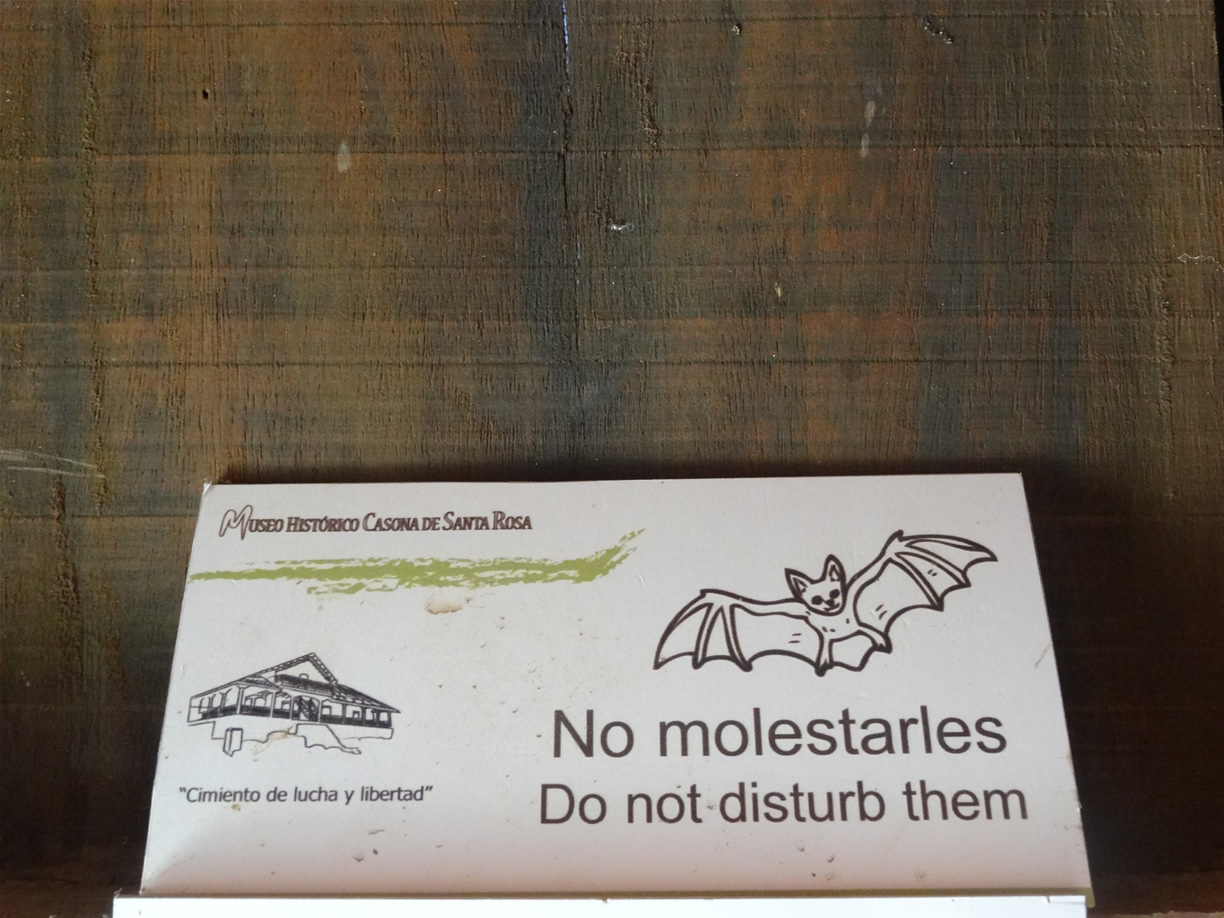 Museo Histórico Casona de Santa Rosa
"Cimiento de lucha y libertad"
No molestarles
Do not disturb them